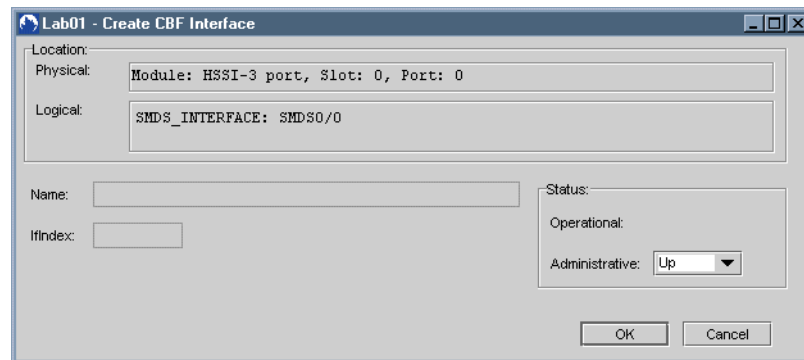 Lab01 - Create CBF Interface
Location:
Physical: Module: HSSI-3 port, Slot: 0, Port: 0
Logical: SMDS_INTERFACE: SMDS0/0
Name:
IfIndex:
Status:
Operational:
Administrative: Up
OK Cancel